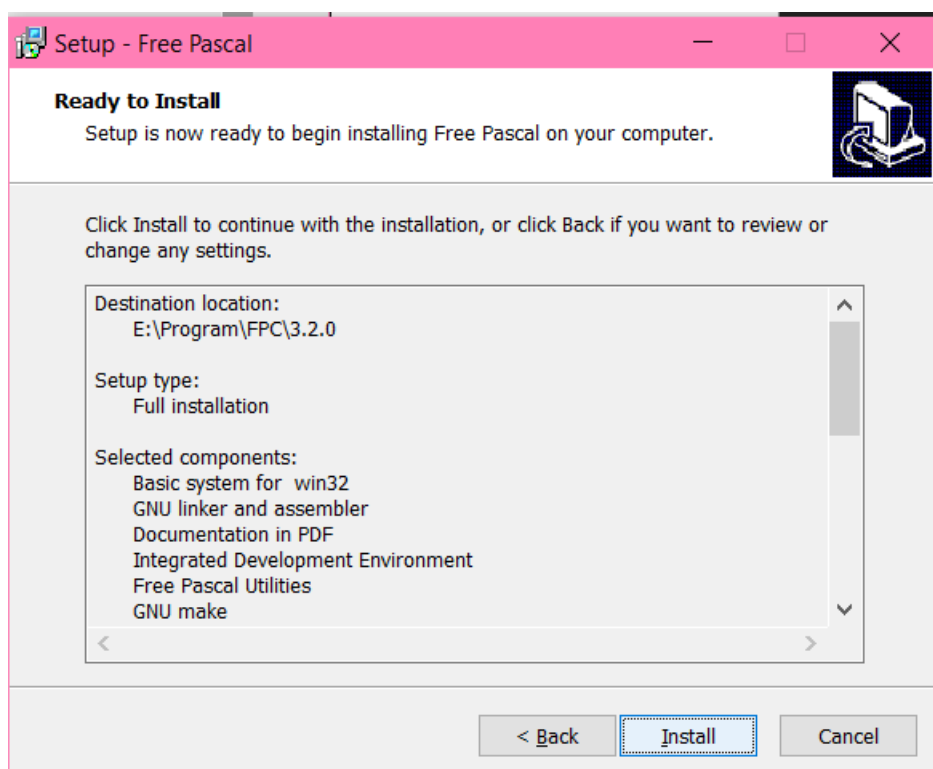 Setup - Free Pascal
Ready to Install
Setup is now ready to begin installing Free Pascal on your computer.
Click Install to continue with the installation, or click Back if you want to review or
change any settings.
Destination location:
E:\Program\FPC\3.2.0
Setup type:
Full installation
Selected components:
Basic system for  win32
GNU linker and assembler
Documentation in PDF
Integrated Development Environment
Free Pascal Utilities
GNU make
< Back
Install
Cancel